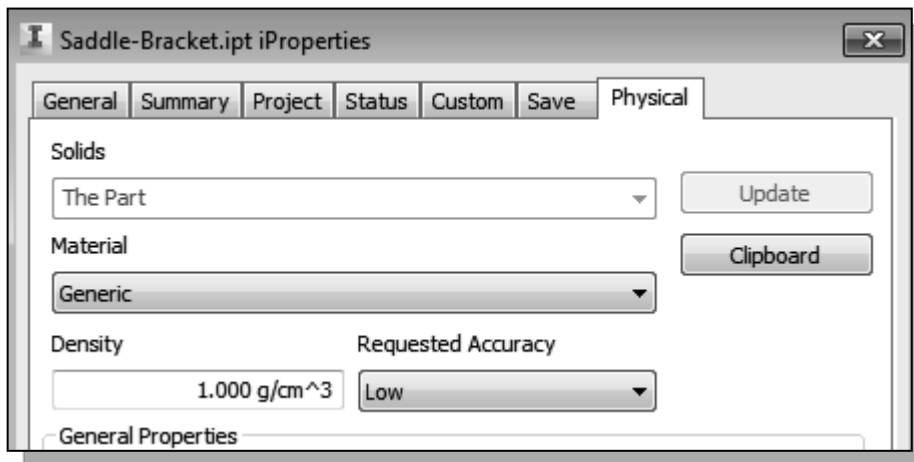 Saddle-Bracket.ipt iProperties
General Summary Project Status Custom Save Physical
Solids
The Part
Update
Material
Clipboard
Generic
Density Requested Accuracy
1.000 g/cm^3 Low
General Properties